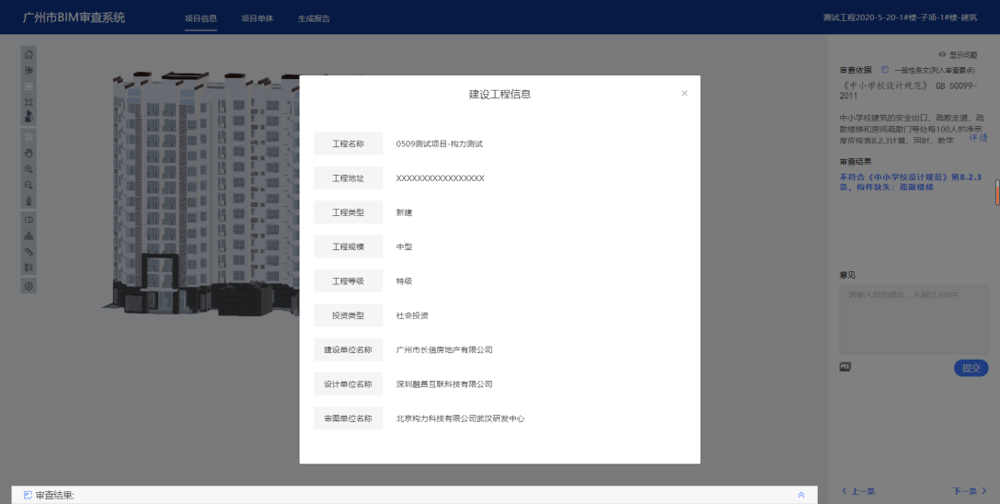 广州市BIM审查系统
项目信息
项目单体
生成报告
测试工程2020-5-20-1#楼-子项-1#楼-建筑
显示问题
审查依据 一般性条文(列入审查要点)
《中小学校设计规范》 GB 50099-
2011
中小学校建筑的安全出口、疏散走道、疏
散楼梯和房间疏散门等处每100人的净宽
度应按表8.2.3计算。同时，教学 详情
审查结果
不符合《中小学校设计规范》第8.2.3
条。构件缺失：疏散楼梯
意见
请输入您的建议，不超过200字
提交
上一条
下一条
建设工程信息
×
工程名称 0509测试项目-构力测试
工程地址 XXXXXXXXXXXXXXXXX
工程类型 新建
工程规模 中型
工程等级 特级
投资类型 社会投资
建设单位名称 广州市长信房地产有限公司
设计单位名称 深圳融昌互联科技有限公司
审图单位名称 北京构力科技有限公司武汉研发中心
审查结果: